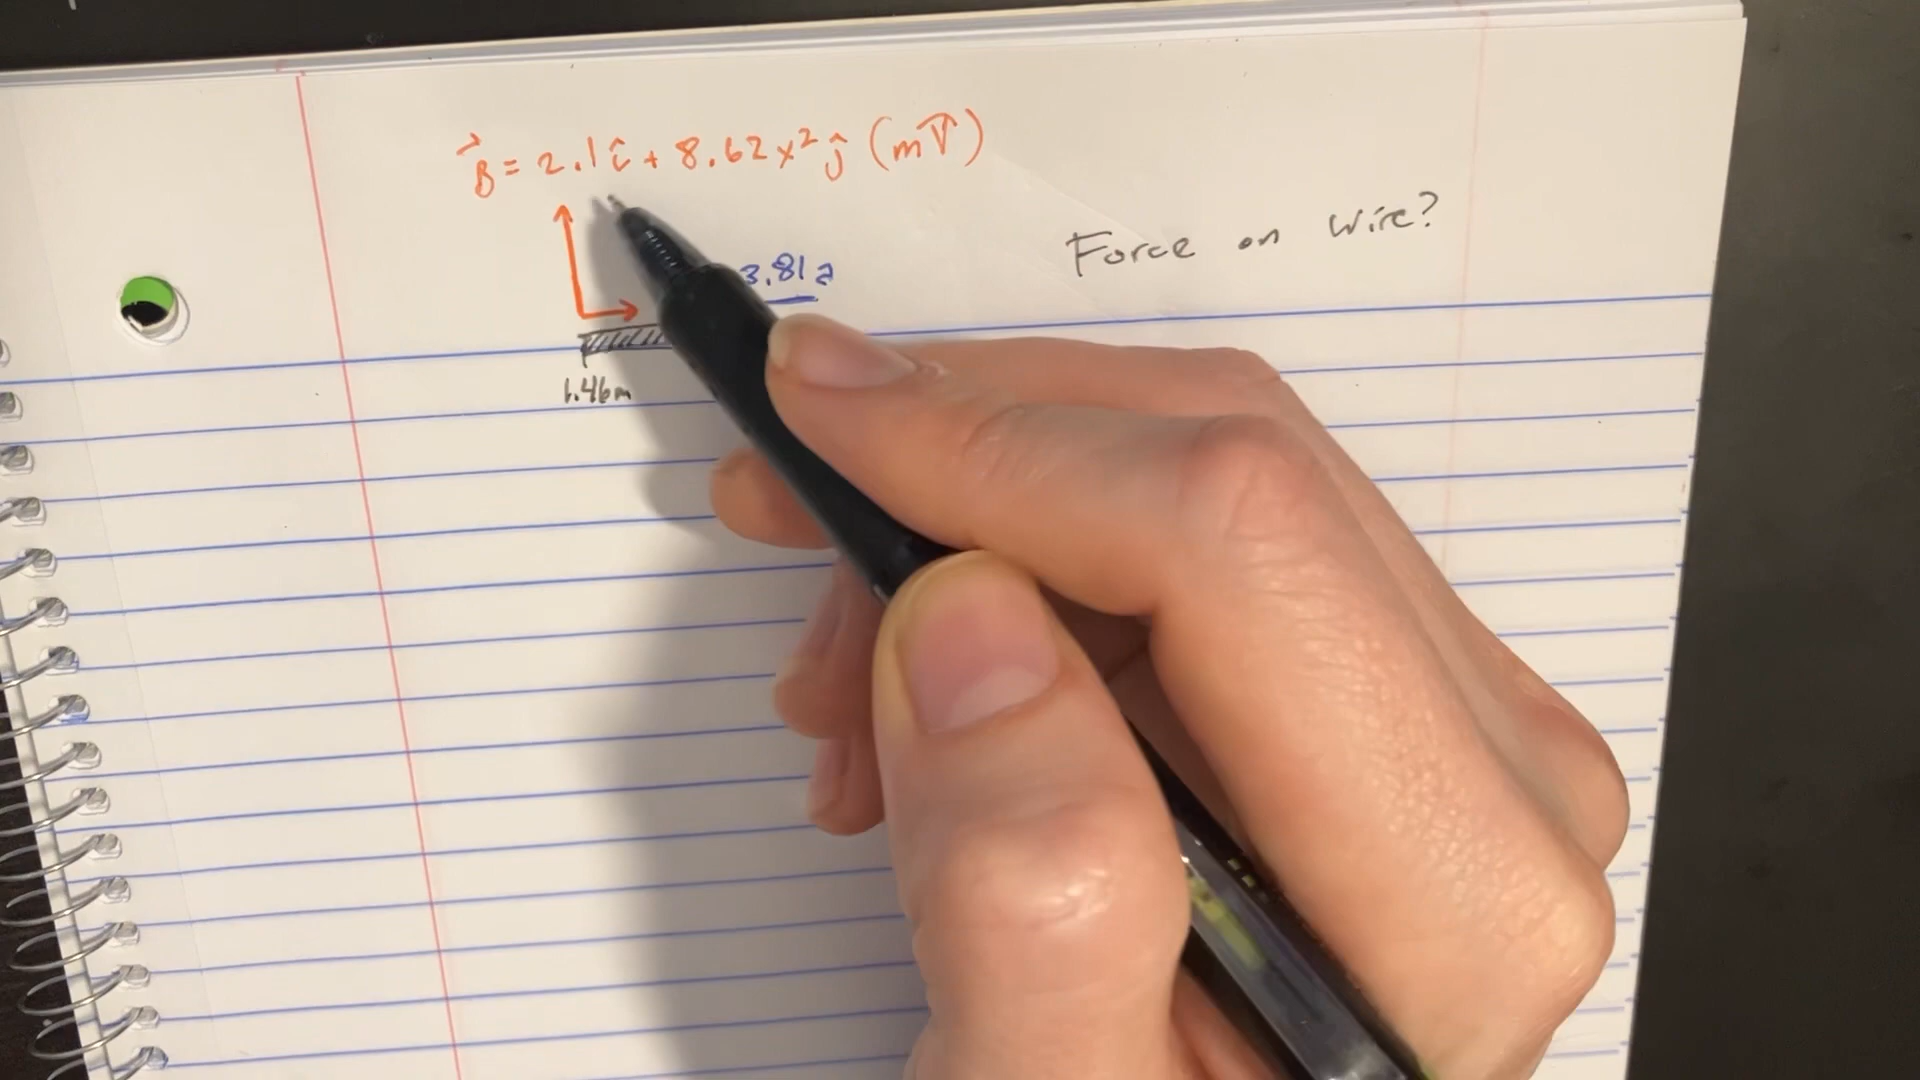 B⃗ = 2.1î + 8.62x²ĵ (mT)
Force on wire?
3.81a
1.46m